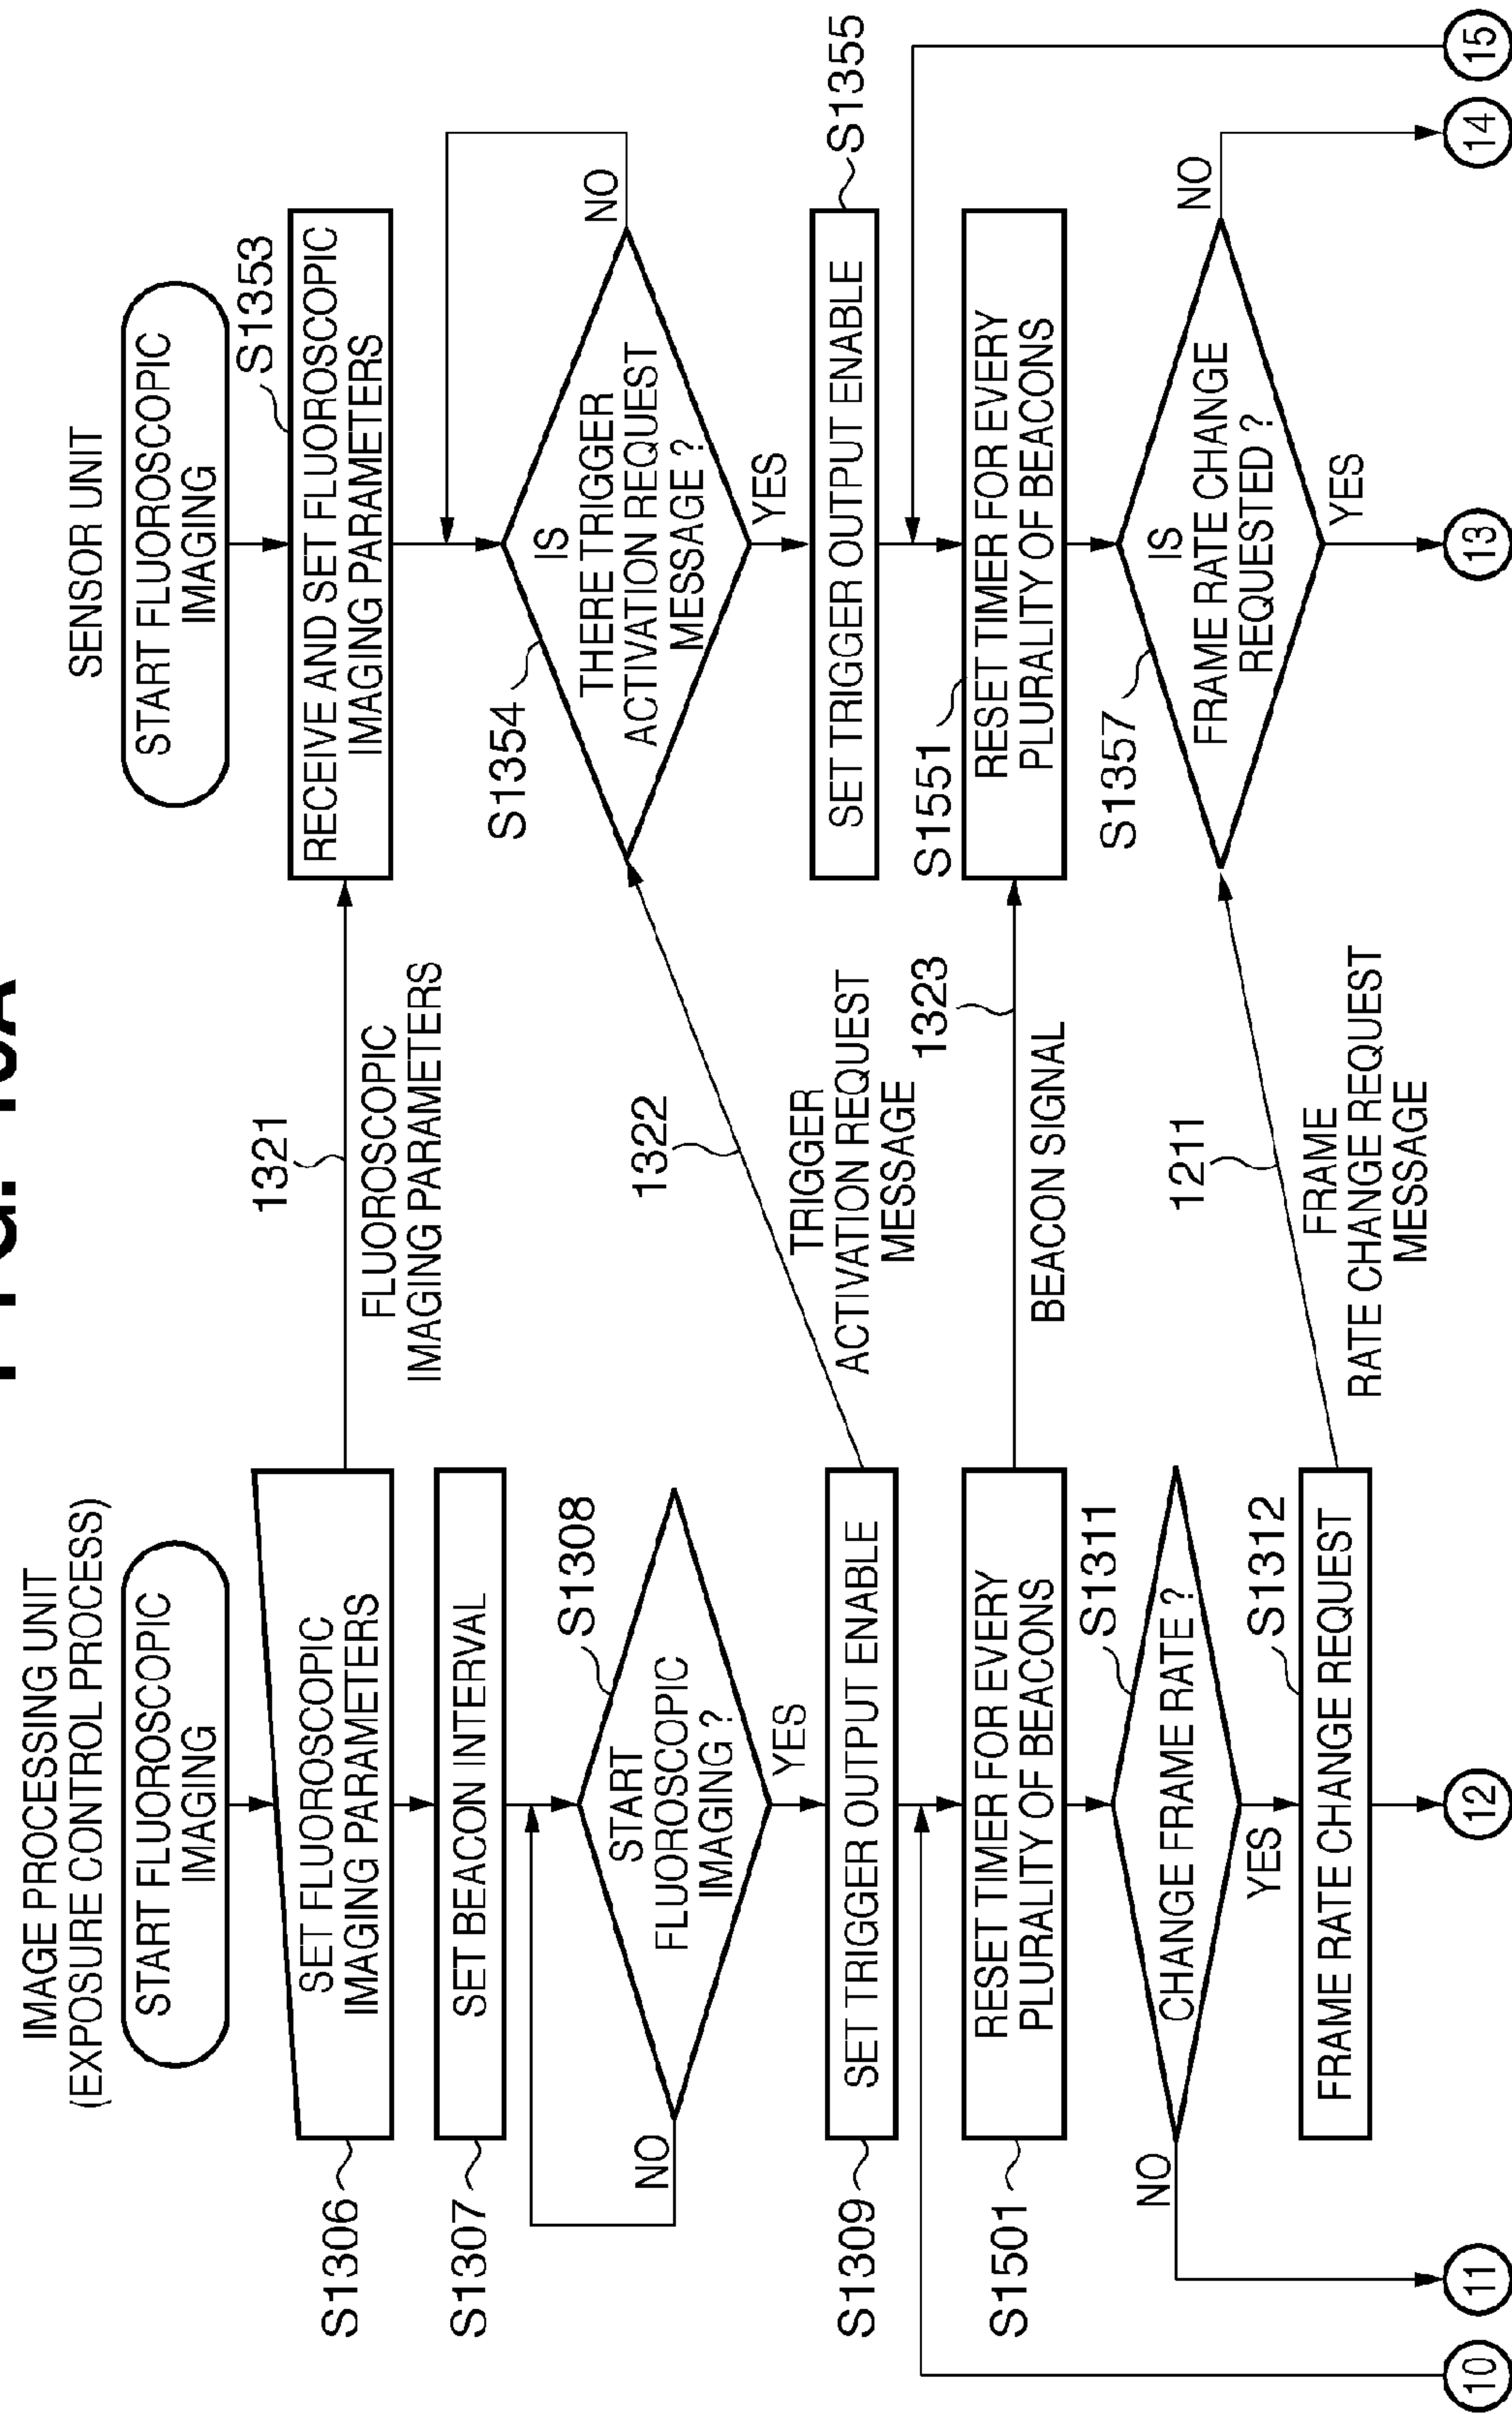 IMAGE PROCESSING UNIT
(EXPOSURE CONTROL PROCESS)
START FLUOROSCOPIC
IMAGING
S1306
SET FLUOROSCOPIC
IMAGING PARAMETERS
S1307
SET BEACON INTERVAL
S1308
START
FLUOROSCOPIC
IMAGING ?
NO
YES
S1309
SET TRIGGER OUTPUT ENABLE
S1501
RESET TIMER FOR EVERY
PLURALITY OF BEACONS
S1311
CHANGE FRAME RATE ?
NO
YES
S1312
FRAME RATE CHANGE REQUEST
10
11
12
1321
FLUOROSCOPIC
IMAGING PARAMETERS
1322
TRIGGER
ACTIVATION REQUEST
MESSAGE
1323
BEACON SIGNAL
1211
FRAME
RATE CHANGE REQUEST
MESSAGE
SENSOR UNIT
START FLUOROSCOPIC
IMAGING
S1353
RECEIVE AND SET FLUOROSCOPIC
IMAGING PARAMETERS
S1354
IS
THERE TRIGGER
ACTIVATION REQUEST
MESSAGE ?
NO
YES
S1355
SET TRIGGER OUTPUT ENABLE
S1551
RESET TIMER FOR EVERY
PLURALITY OF BEACONS
S1357
IS
FRAME RATE CHANGE
REQUESTED ?
NO
YES
13
14
15